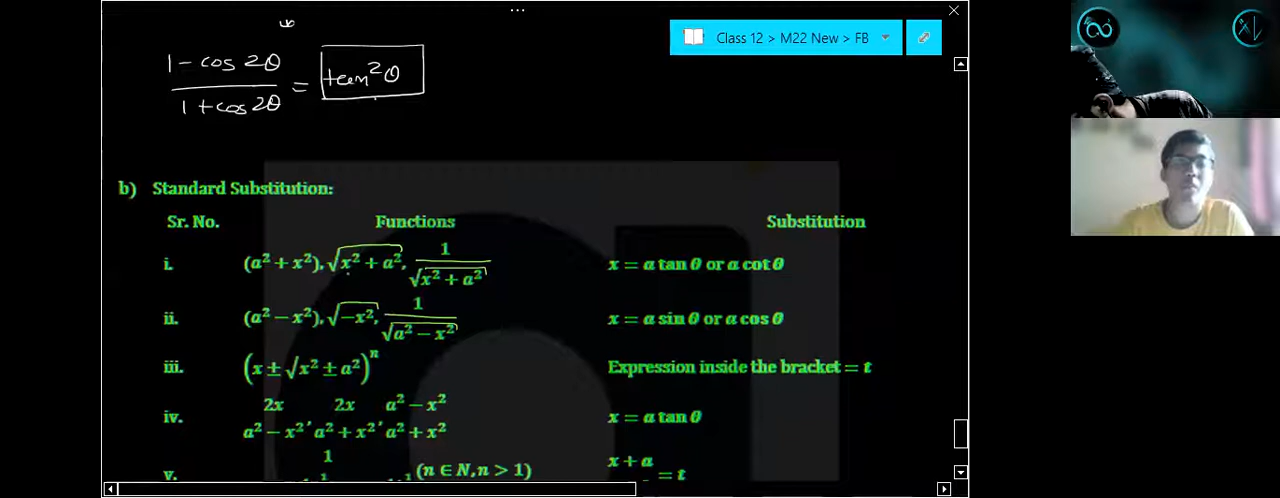 Class 12 > M22 New > FB
1 - cos 2θ / 1 + cos 2θ = tan²θ
b) Standard Substitution:
Sr. No. Functions Substitution
i. (a² + x²), √(x² + a²), 1/√(x² + a²) x = a tan θ or a cot θ
ii. (a² − x²), √(−x²), 1/√(a² − x²) x = a sin θ or a cos θ
iii. (x ± √x² ± a²)ⁿ Expression inside the bracket = t
iv. 2x/(a² − x²), 2x/(a² + x²), (a² − x²)/(a² + x²) x = a tan θ
v. 1 (n ∈ N, n > 1) x + a = t